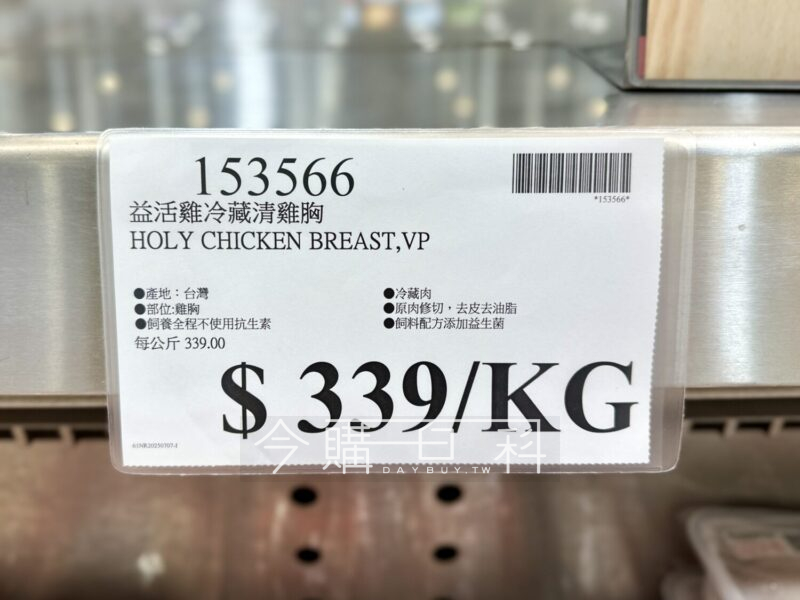 153566
*153566*
益活雞冷藏清雞胸
HOLY CHICKEN BREAST,VP
●產地：台灣
●部位:雞胸
●飼養全程不使用抗生素
●冷藏肉
●原肉修切，去皮去油脂
●飼料配方添加益生菌
每公斤 339.00
$ 339/KG
61NR20250707-I
今購百科
DAYBUY.TW